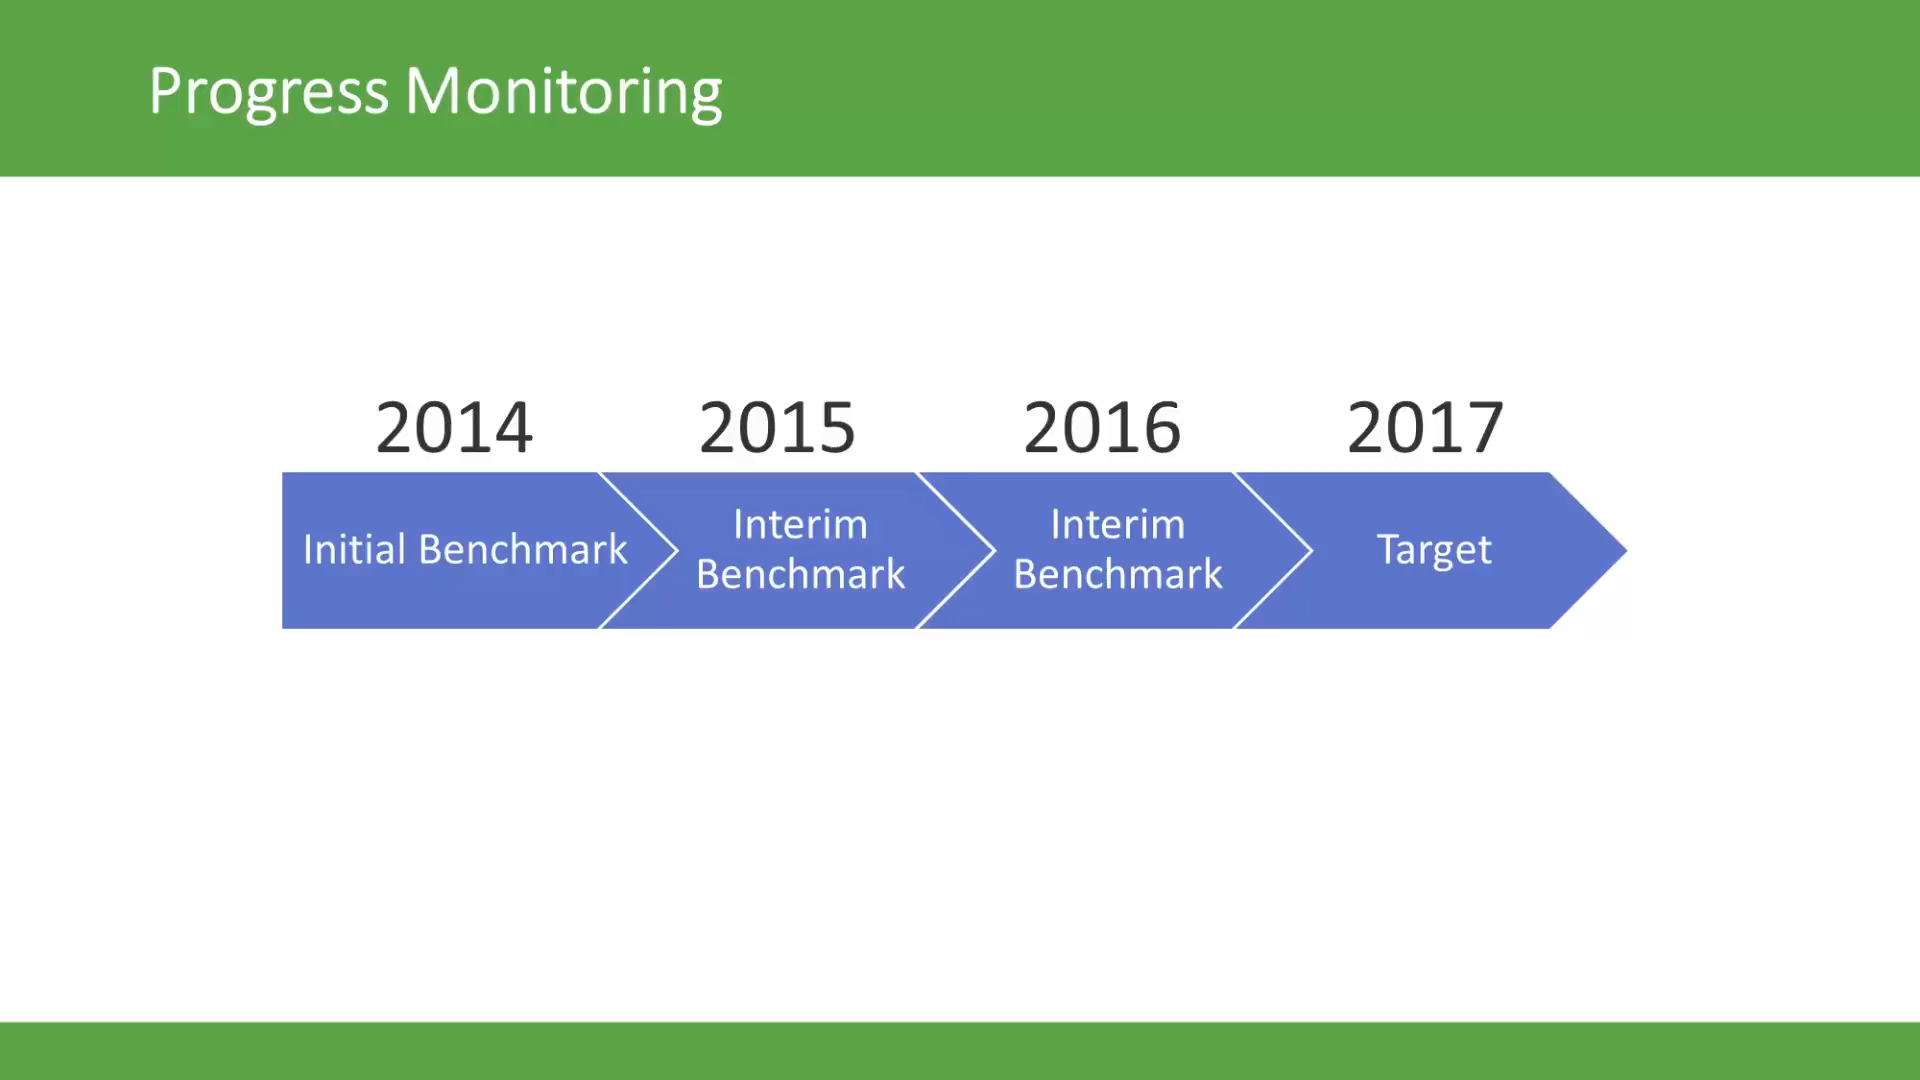 Progress Monitoring
2014 2015 2016 2017
Initial Benchmark
Interim
Benchmark
Interim
Benchmark
Target